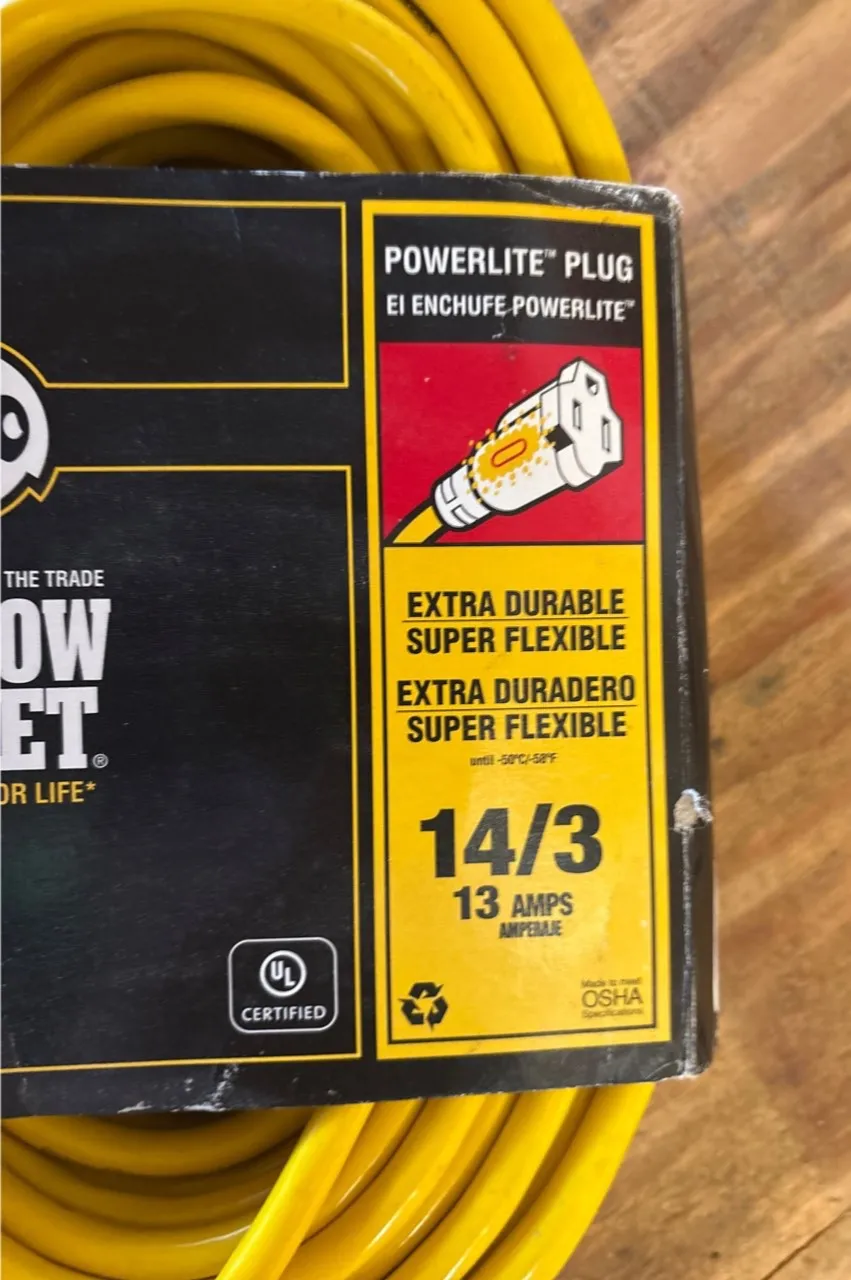 POWERLITE™ PLUG
El ENCHUFE POWERLITE™
THE TRADE
OW
ET®
OR LIFE*
EXTRA DURABLE
SUPER FLEXIBLE
EXTRA DURADERO
SUPER FLEXIBLE
until -50°C/-58°F
14/3
13 AMPS
AMPERAJE
UL
CERTIFIED
Made to meet
OSHA
Specifications